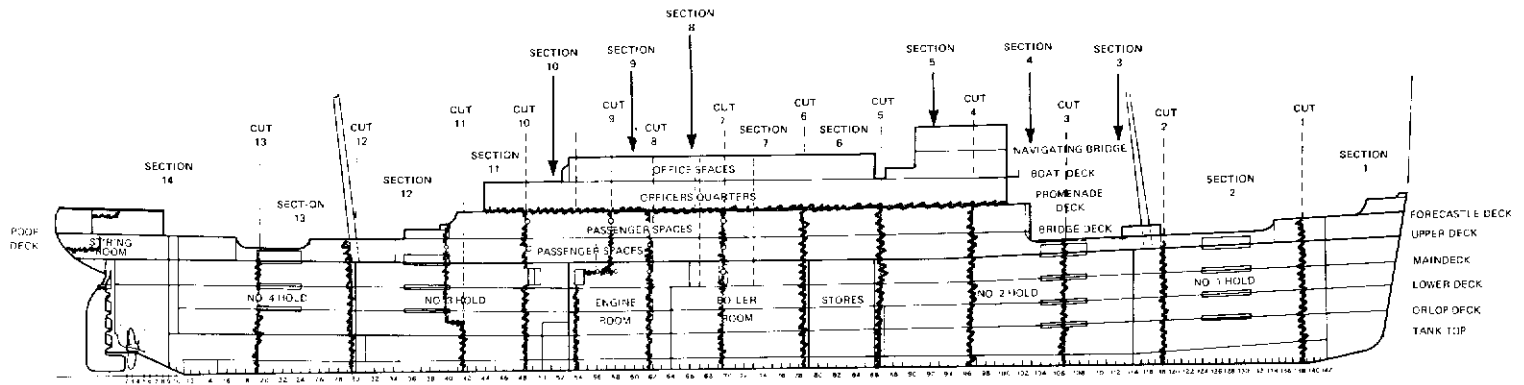 SECTION 8
SECTION 9
SECTION 10
SECTION 5
SECTION 4
SECTION 3
CUT 13
CUT 12
CUT 11
CUT 10
CUT 9
CUT 8
CUT 7
CUT 6
CUT 5
CUT 4
CUT 3
CUT 2
CUT 1
SECTION 14
SECTION 13
SECTION 12
SECTION 11
SECTION 7
SECTION 6
SECTION 2
SECTION 1
NAVIGATING BRIDGE
OFFICE SPACES
BOAT DECK
OFFICERS QUARTERS
PROMENADE DECK
FORECASTLE DECK
POOP DECK
PASSENGER SPACES
BRIDGE DECK
UPPER DECK
ROOM
PASSENGER SPACES
MAINDECK
LOWER DECK
NO. 4 HOLD
HOLD
ENGINE ROOM
BOILER ROOM
STORES
NO. 2 HOLD
NO. 1 HOLD
ORLOP DECK
TANK TOP